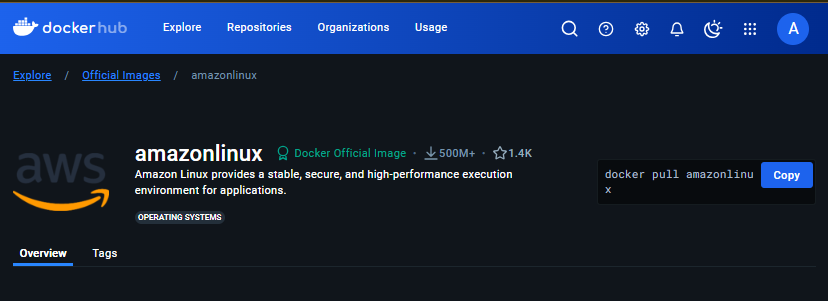 dockerhub Explore Repositories Organizations Usage A
Explore / Official Images / amazonlinux
aws
amazonlinux Docker Official Image · 500M+ · 1.4K
Amazon Linux provides a stable, secure, and high-performance execution
environment for applications.
OPERATING SYSTEMS
docker pull amazonlinu
x
Copy
Overview Tags